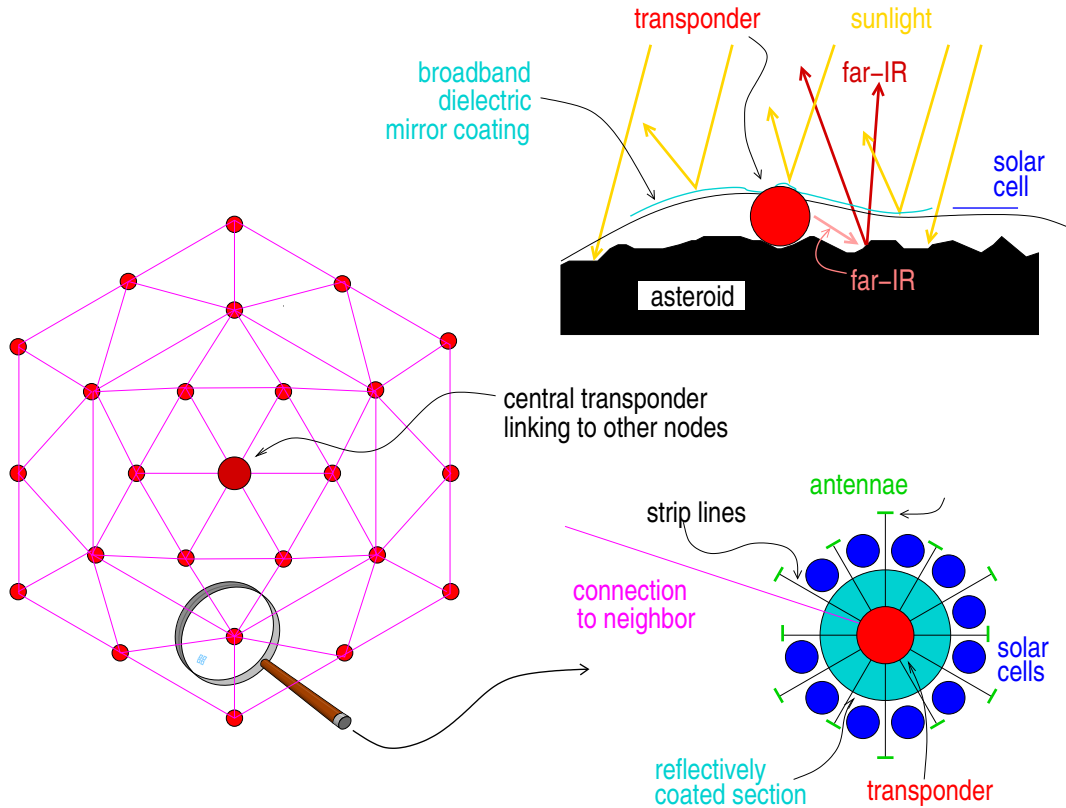 transponder
sunlight
broadband
dielectric
mirror coating
far−IR
solar
cell
far−IR
asteroid
central transponder
linking to other nodes
antennae
strip lines
connection
to neighbor
solar
cells
reflectively
coated section
transponder